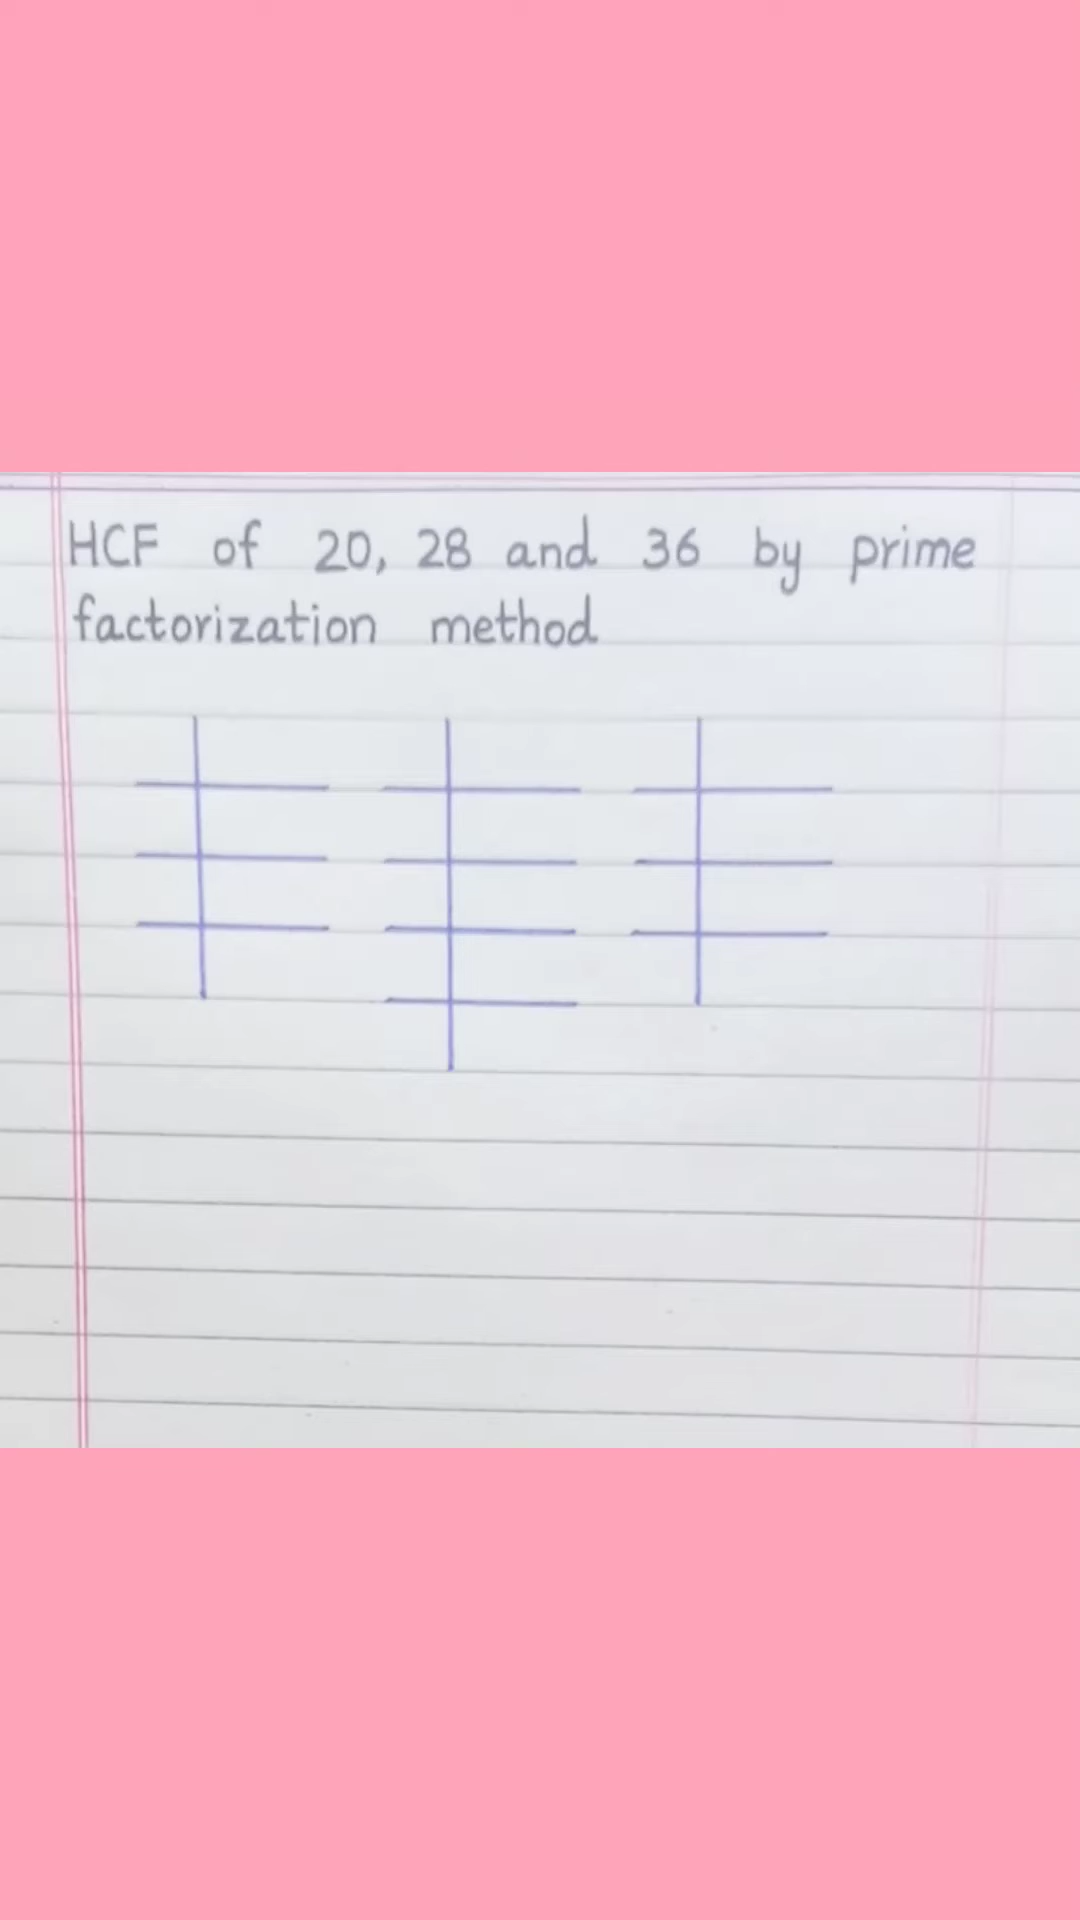 HCF of 20, 28 and 36 by prime
factorization method